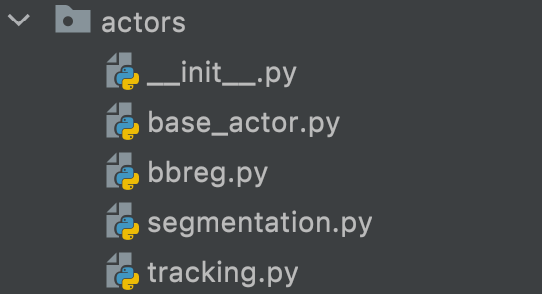 actors
__init__.py
base_actor.py
bbreg.py
segmentation.py
tracking.py